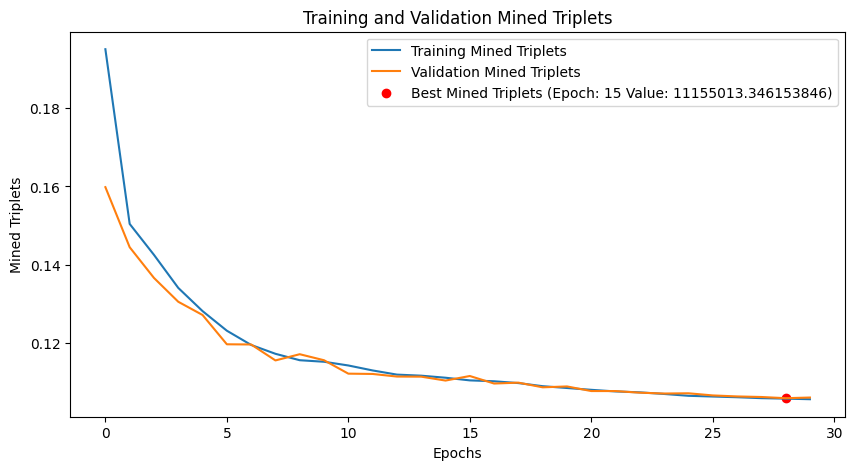 Training and Validation Mined Triplets
Training Mined Triplets
Validation Mined Triplets
Best Mined Triplets (Epoch: 15 Value: 11155013.346153846)
Mined Triplets
0.18
0.16
0.14
0.12
0
5
10
15
20
25
30
Epochs